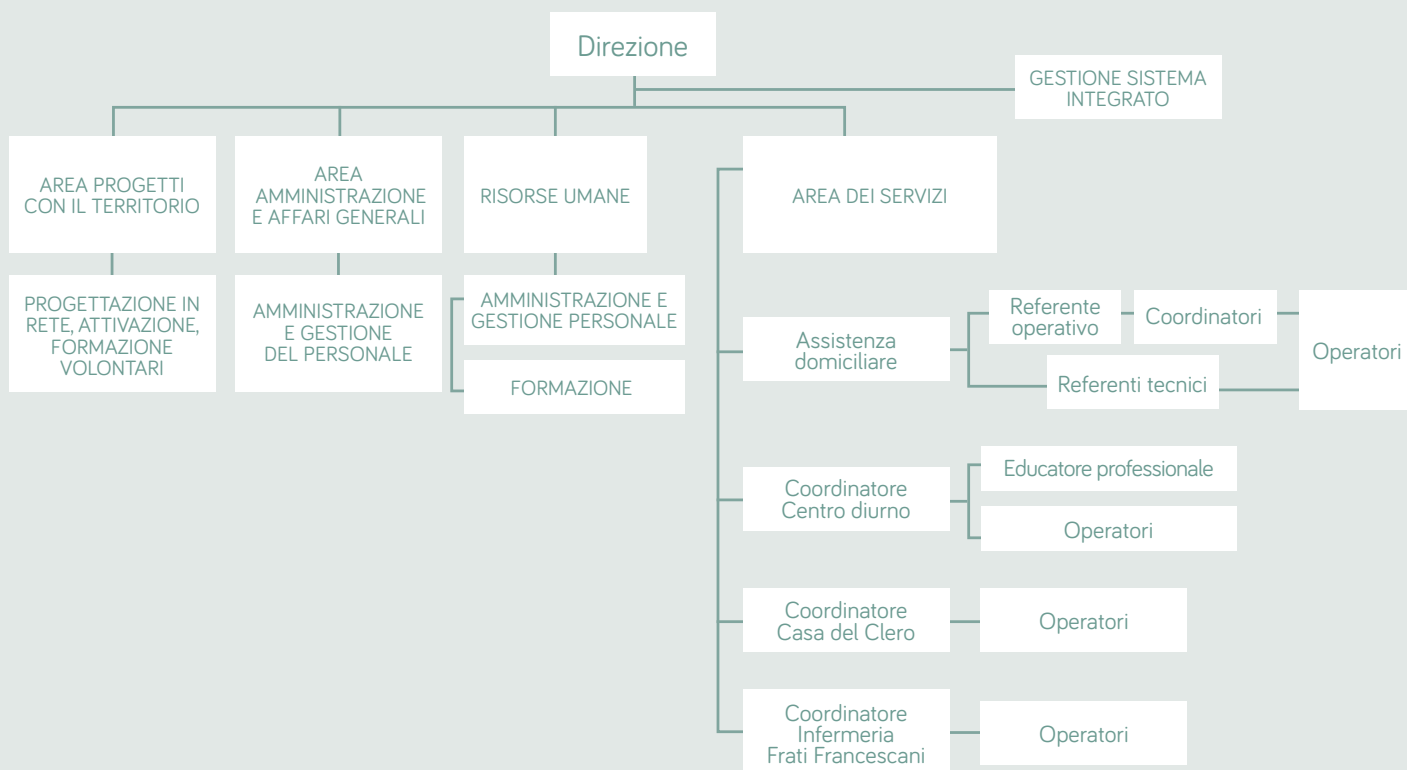 Direzione
GESTIONE SISTEMA
INTEGRATO
AREA PROGETTI
CON IL TERRITORIO
AREA
AMMINISTRAZIONE
E AFFARI GENERALI
RISORSE UMANE
AREA DEI SERVIZI
PROGETTAZIONE IN
RETE, ATTIVAZIONE,
FORMAZIONE
VOLONTARI
AMMINISTRAZIONE
E GESTIONE
DEL PERSONALE
AMMINISTRAZIONE E
GESTIONE PERSONALE
FORMAZIONE
Assistenza
domiciliare
Referente
operativo
Coordinatori
Referenti tecnici
Operatori
Coordinatore
Centro diurno
Educatore professionale
Operatori
Coordinatore
Casa del Clero
Operatori
Coordinatore
Infermeria
Frati Francescani
Operatori